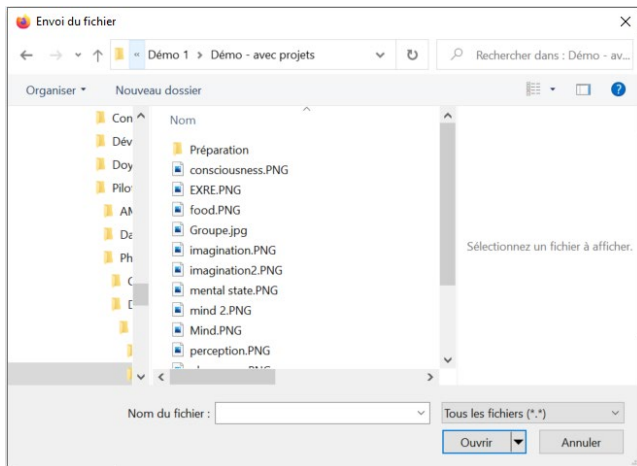 Envoi du fichier
« Démo 1 > Démo - avec projets
Rechercher dans : Démo - av...
Organiser
Nouveau dossier
Con
Dév
Doy
Pilo
AM
Da
Ph
Nom
Préparation
consciousness.PNG
EXRE.PNG
food.PNG
Groupe.jpg
imagination.PNG
imagination2.PNG
mental state.PNG
mind 2.PNG
Mind.PNG
perception.PNG
Sélectionnez un fichier à afficher.
Nom du fichier :
Tous les fichiers (*.*)
Ouvrir
Annuler